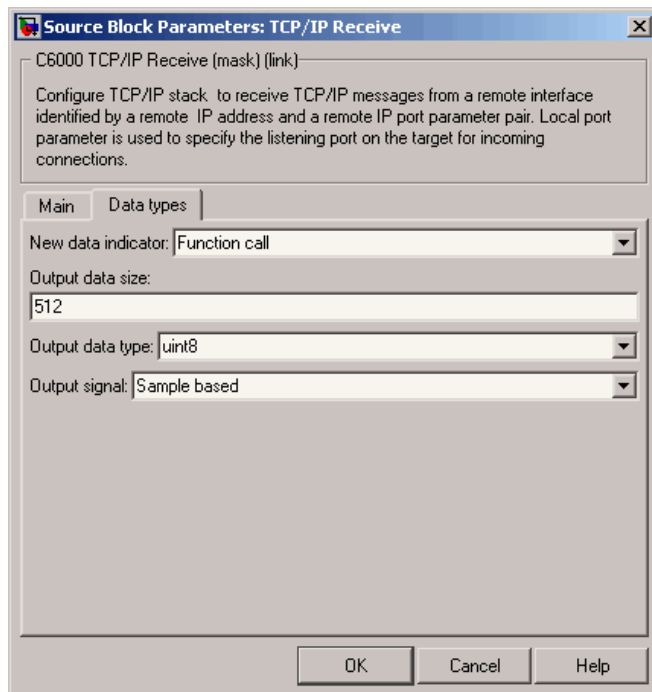 Source Block Parameters: TCP/IP Receive
C6000 TCP/IP Receive (mask) (link)
Configure TCP/IP stack to receive TCP/IP messages from a remote interface
identified by a remote IP address and a remote IP port parameter pair. Local port
parameter is used to specify the listening port on the target for incoming
connections.
Main Data types
New data indicator: Function call
Output data size:
512
Output data type: uint8
Output signal: Sample based
OK Cancel Help